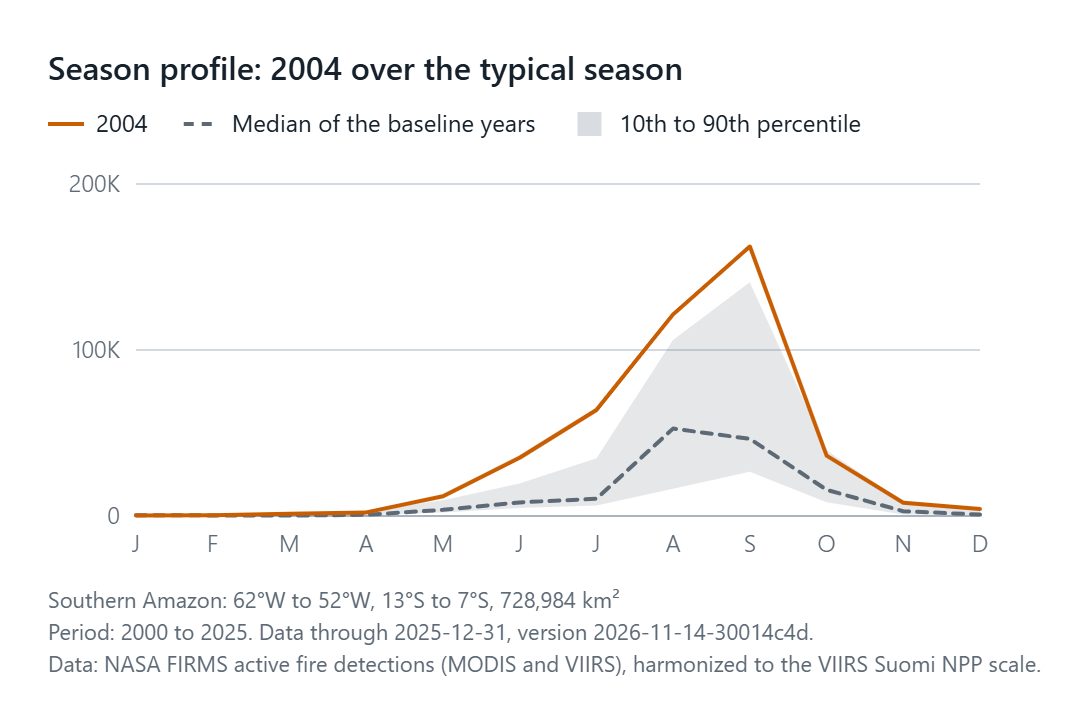 Season profile: 2004 over the typical season
2004 Median of the baseline years 10th to 90th percentile
200K
100K
0
J F M A M J J A S O N D
Southern Amazon: 62°W to 52°W, 13°S to 7°S, 728,984 km²
Period: 2000 to 2025. Data through 2025-12-31, version 2026-11-14-30014c4d.
Data: NASA FIRMS active fire detections (MODIS and VIIRS), harmonized to the VIIRS Suomi NPP scale.